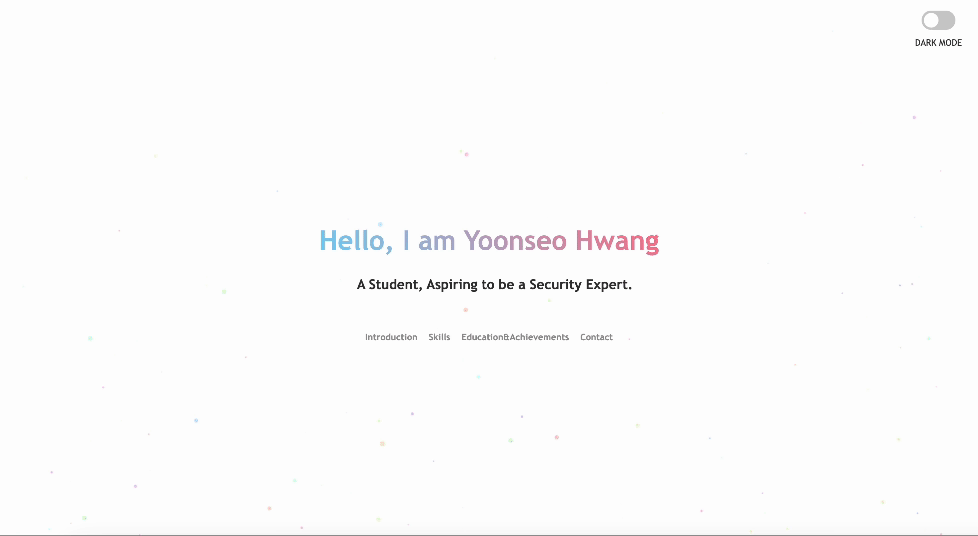 DARK MODE
Hello, I am Yoonseo Hwang
A Student, Aspiring to be a Security Expert.
Introduction Skills Education&Achievements Contact